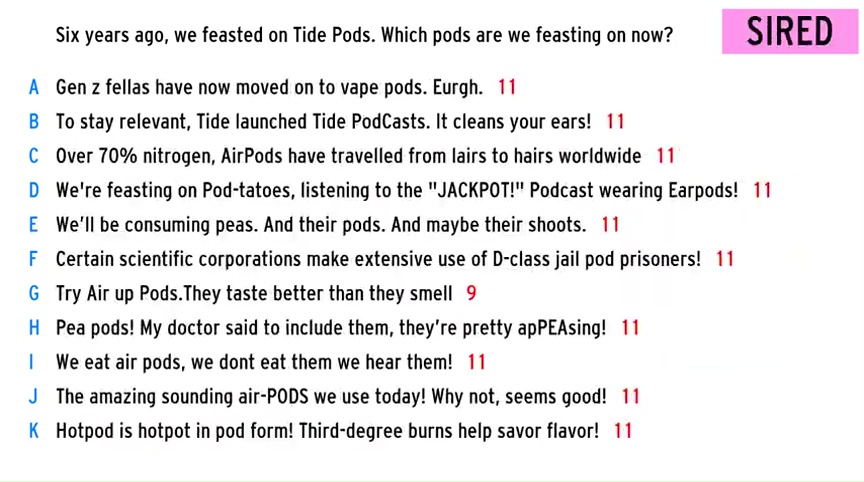 Six years ago, we feasted on Tide Pods. Which pods are we feasting on now?
SIRED
A Gen z fellas have now moved on to vape pods. Eurgh. 11
B To stay relevant, Tide launched Tide PodCasts. It cleans your ears! 11
C Over 70% nitrogen, AirPods have travelled from lairs to hairs worldwide 11
D We're feasting on Pod-tatoes, listening to the "JACKPOT!" Podcast wearing Earpods! 11
E We'll be consuming peas. And their pods. And maybe their shoots. 11
F Certain scientific corporations make extensive use of D-class jail pod prisoners! 11
G Try Air up Pods.They taste better than they smell 9
H Pea pods! My doctor said to include them, they're pretty apPEAsing! 11
I We eat air pods, we dont eat them we hear them! 11
J The amazing sounding air-PODS we use today! Why not, seems good! 11
K Hotpod is hotpot in pod form! Third-degree burns help savor flavor! 11